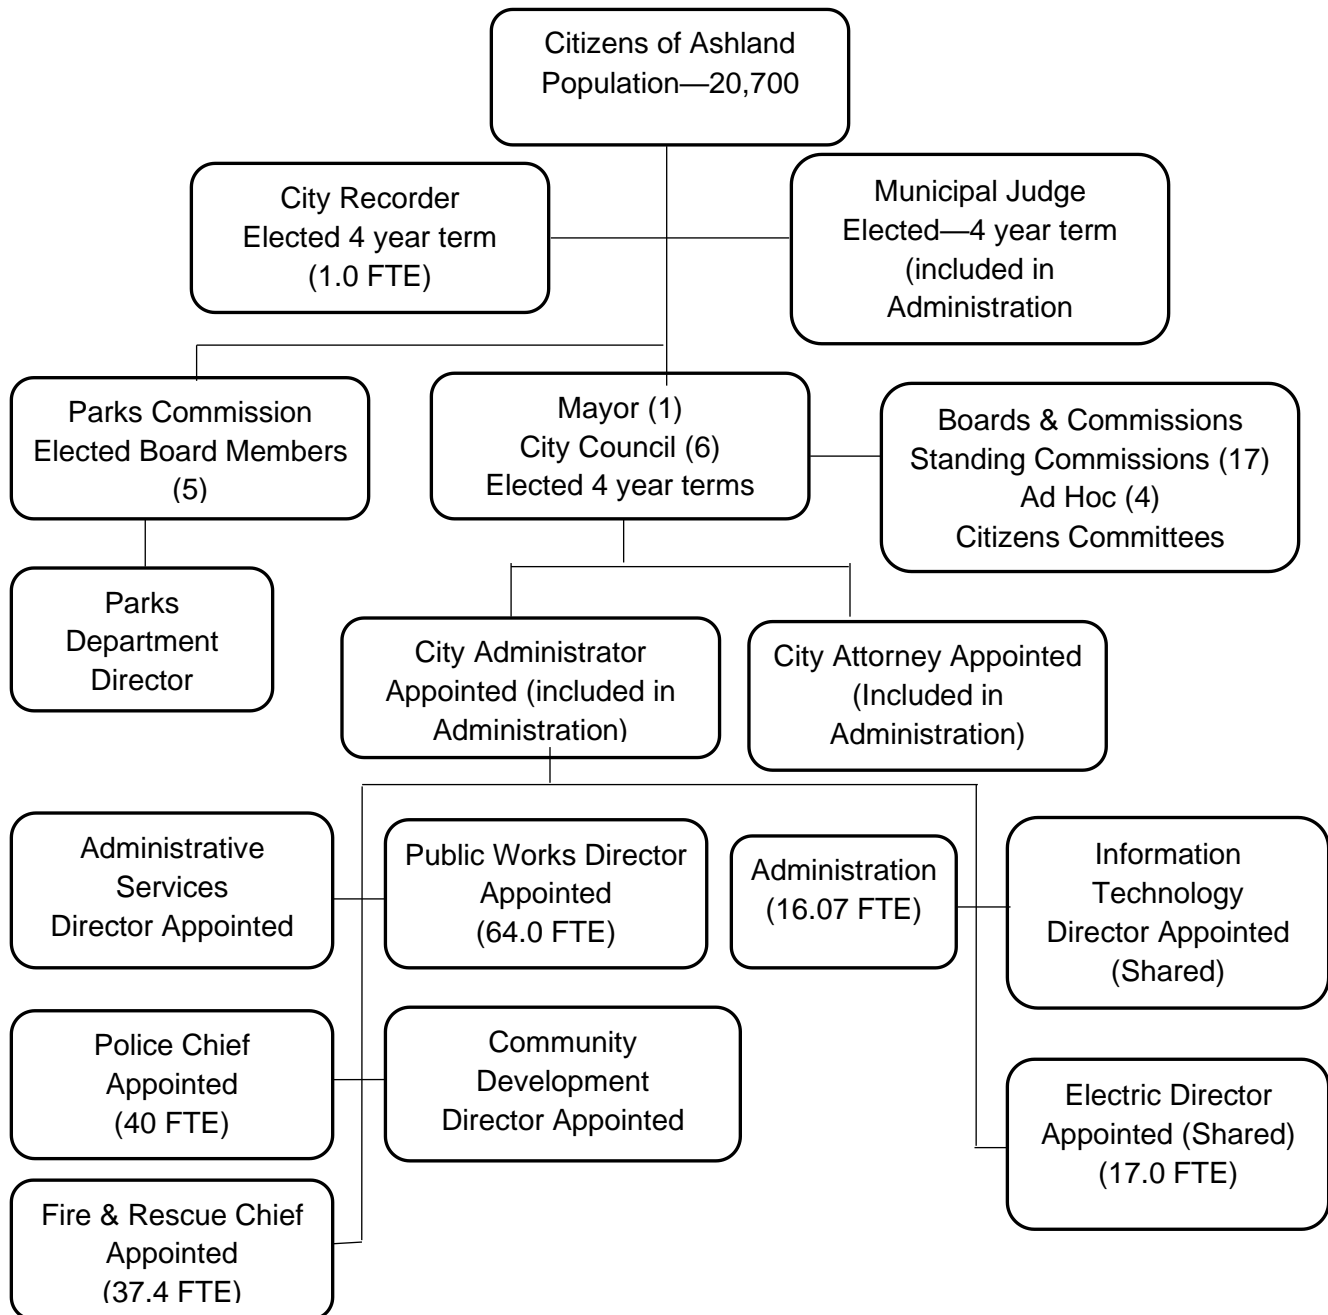 Citizens of Ashland
Population—20,700
City Recorder
Elected 4 year term
(1.0 FTE)
Municipal Judge
Elected—4 year term
(included in
Administration
Parks Commission
Elected Board Members
(5)
Mayor (1)
City Council (6)
Elected 4 year terms
Boards & Commissions
Standing Commissions (17)
Ad Hoc (4)
Citizens Committees
Parks
Department
Director
City Administrator
Appointed (included in
Administration)
City Attorney Appointed
(Included in
Administration)
Administrative
Services
Director Appointed
Public Works Director
Appointed
(64.0 FTE)
Administration
(16.07 FTE)
Information
Technology
Director Appointed
(Shared)
Police Chief
Appointed
(40 FTE)
Community
Development
Director Appointed
Electric Director
Appointed (Shared)
(17.0 FTE)
Fire & Rescue Chief
Appointed
(37.4 FTE)